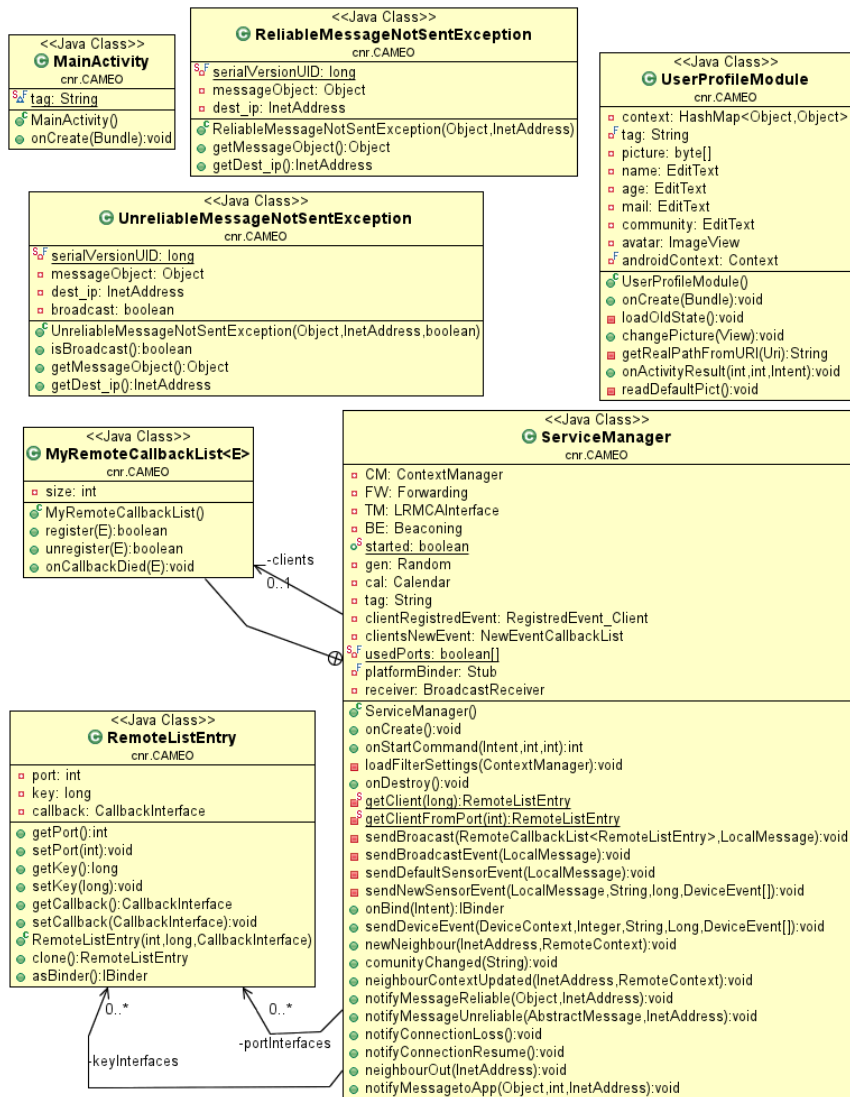 <<Java Class>>
MainActivity
cnr.CAMEO
tag: String
MainActivity()
onCreate(Bundle):void
<<Java Class>>
ReliableMessageNotSentException
cnr.CAMEO
serialVersionUID: long
messageObject: Object
dest_ip: InetAddress
ReliableMessageNotSentException(Object,InetAddress)
getMessageObject():Object
getDest_ip():InetAddress
<<Java Class>>
UserProfileModule
cnr.CAMEO
context: HashMap<Object,Object>
tag: String
picture: byte[]
name: EditText
age: EditText
mail: EditText
community: EditText
avatar: ImageView
androidContext: Context
UserProfileModule()
onCreate(Bundle):void
loadOldState():void
changePicture(View):void
getRealPathFromURI(Uri):String
onActivityResult(int,int,Intent):void
readDefaultPict():void
<<Java Class>>
UnreliableMessageNotSentException
cnr.CAMEO
serialVersionUID: long
messageObject: Object
dest_ip: InetAddress
broadcast: boolean
UnreliableMessageNotSentException(Object,InetAddress,boolean)
isBroadcast():boolean
getMessageObject():Object
getDest_ip():InetAddress
<<Java Class>>
MyRemoteCallbackList<E>
cnr.CAMEO
size: int
MyRemoteCallbackList()
register(E):boolean
unregister(E):boolean
onCallbackDied(E):void
-clients
0..1
<<Java Class>>
ServiceManager
cnr.CAMEO
CM: ContextManager
FW: Forwarding
TM: LRMCAInterface
BE: Beaconing
started: boolean
gen: Random
cal: Calendar
tag: String
clientRegistredEvent: RegistredEvent_Client
clientsNewEvent: NewEventCallbackList
usedPorts: boolean[]
platformBinder: Stub
receiver: BroadcastReceiver
ServiceManager()
onCreate():void
onStartCommand(Intent,int,int):int
loadFilterSettings(ContextManager):void
onDestroy():void
getClient(long):RemoteListEntry
getClientFromPort(int):RemoteListEntry
sendBroacast(RemoteCallbackList<RemoteListEntry>,LocalMessage):void
sendBroadcastEvent(LocalMessage):void
sendDefaultSensorEvent(LocalMessage):void
sendNewSensorEvent(LocalMessage,String,long,DeviceEvent[]):void
onBind(Intent):IBinder
sendDeviceEvent(DeviceContext,Integer,String,Long,DeviceEvent[]):void
newNeighbour(InetAddress,RemoteContext):void
comunityChanged(String):void
neighbourContextUpdated(InetAddress,RemoteContext):void
notifyMessageReliable(Object,InetAddress):void
notifyMessageUnreliable(AbstractMessage,InetAddress):void
notifyConnectionLoss():void
notifyConnectionResume():void
neighbourOut(InetAddress):void
notifyMessagetoApp(Object,int,InetAddress):void
<<Java Class>>
RemoteListEntry
cnr.CAMEO
port: int
key: long
callback: CallbackInterface
getPort():int
setPort(int):void
getKey():long
setKey(long):void
getCallback():CallbackInterface
setCallback(CallbackInterface):void
RemoteListEntry(int,long,CallbackInterface)
clone():RemoteListEntry
asBinder():IBinder
0..*
0..*
-portInterfaces
-keyInterfaces